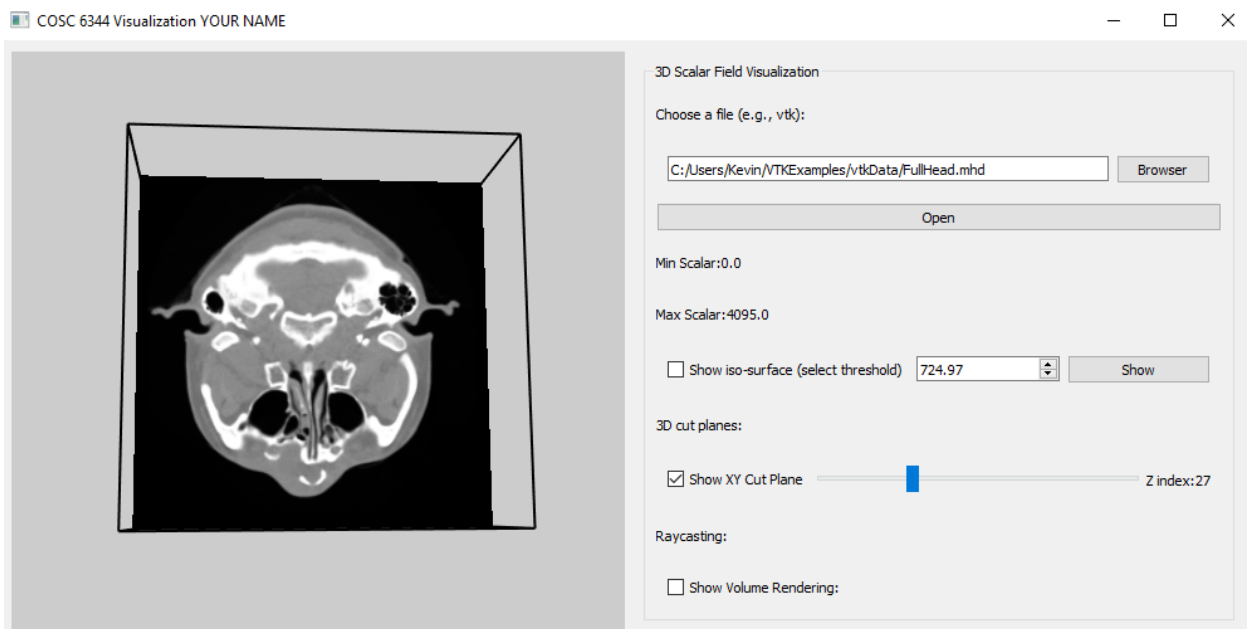 COSC 6344 Visualization YOUR NAME
3D Scalar Field Visualization
Choose a file (e.g., vtk):
C:/Users/Kevin/VTKExamples/vtkData/FullHead.mhd Browser
Open
Min Scalar:0.0
Max Scalar:4095.0
Show iso-surface (select threshold) 724.97 Show
3D cut planes:
Show XY Cut Plane Z index:27
Raycasting:
Show Volume Rendering: